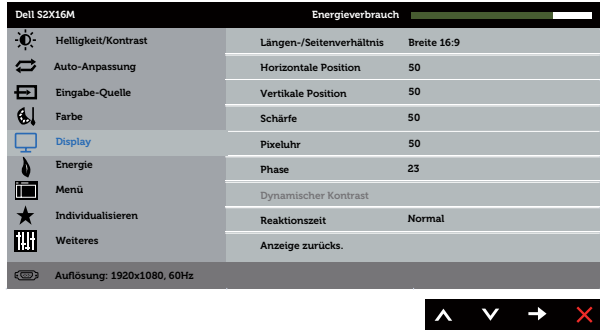 Dell S2X16M Energieverbrauch
Helligkeit/Kontrast
Auto-Anpassung
Eingabe-Quelle
Farbe
Display
Energie
Menü
Individualisieren
Weiteres
Längen-/Seitenverhältnis Breite 16:9
Horizontale Position 50
Vertikale Position 50
Schärfe 50
Pixeluhr 50
Phase 23
Dynamischer Kontrast
Reaktionszeit Normal
Anzeige zurücks.
Auflösung: 1920x1080, 60Hz